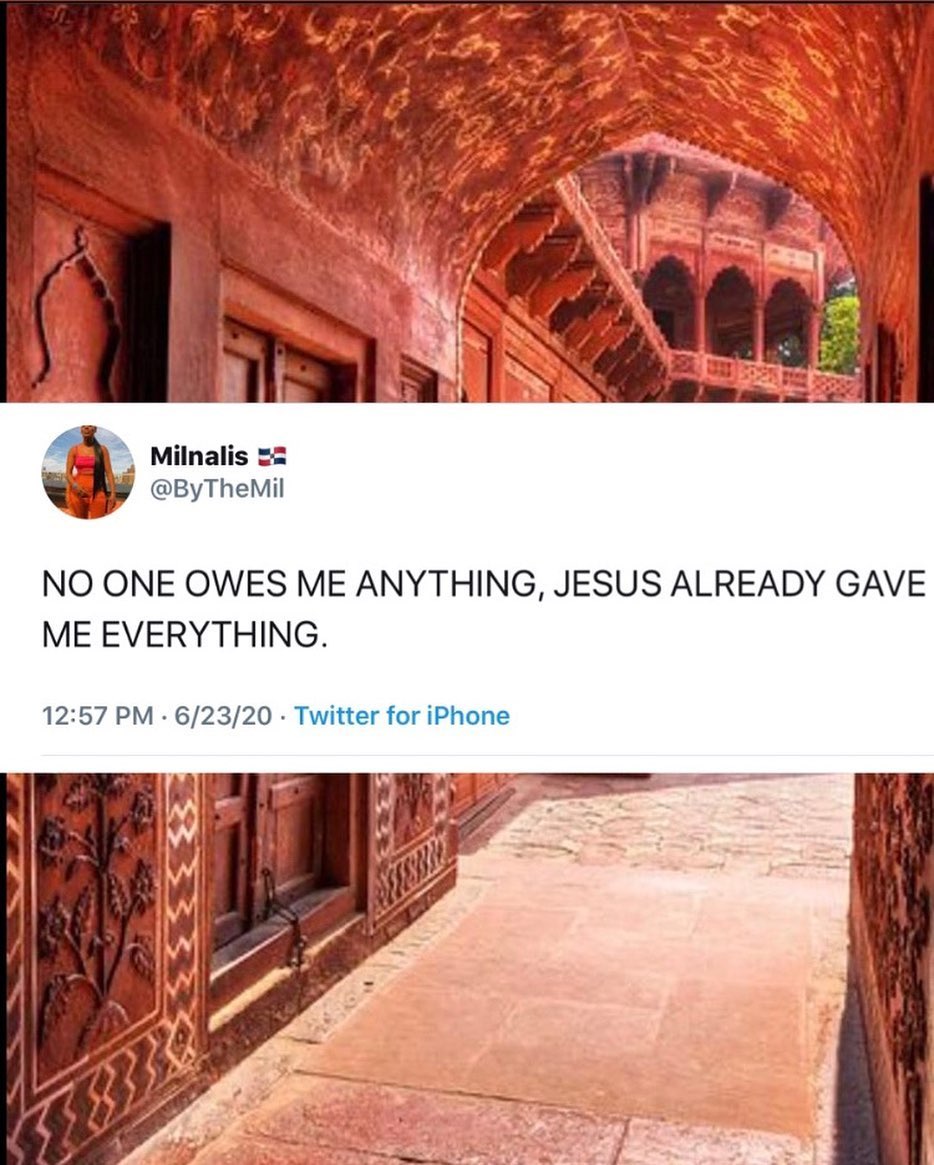 Milnalis 🇩🇴
@ByTheMil
NO ONE OWES ME ANYTHING, JESUS ALREADY GAVE
ME EVERYTHING.
12:57 PM · 6/23/20 · Twitter for iPhone